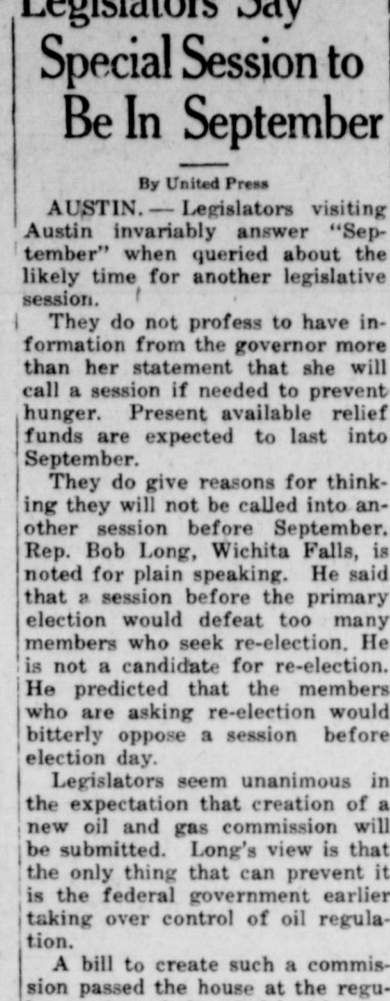 Legislators Say
Special Session to
Be In September
By United Press
AUSTIN. — Legislators visiting
Austin invariably answer "Sep-
tember" when queried about the
likely time for another legislative
session.
They do not profess to have in-
formation from the governor more
than her statement that she will
call a session if needed to prevent
hunger. Present available relief
funds are expected to last into
September.
They do give reasons for think-
ing they will not be called into an-
other session before September.
Rep. Bob Long, Wichita Falls, is
noted for plain speaking. He said
that a session before the primary
election would defeat too many
members who seek re-election. He
is not a candidate for re-election.
He predicted that the members
who are asking re-election would
bitterly oppose a session before
election day.
Legislators seem unanimous in
the expectation that creation of a
new oil and gas commission will
be submitted. Long's view is that
the only thing that can prevent it
is the federal government earlier
taking over control of oil regula-
tion.
A bill to create such a commis-
sion passed the house at the regu-